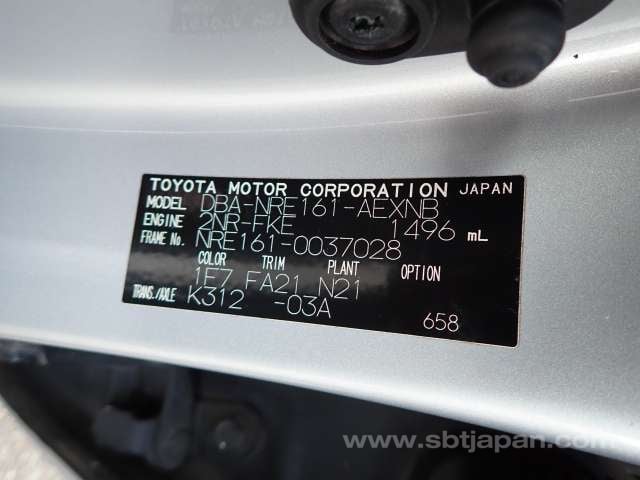 TOYOTA MOTOR CORPORATION JAPAN
MODEL DBA-NRE161-AEXNB
ENGINE 2NR-FKE 1496 mL
FRAME No. NRE161-0037028
COLOR TRIM PLANT OPTION
1F7 FA21 N21
TRANS./AXLE K312 -03A
658
www.sbtjapan.com